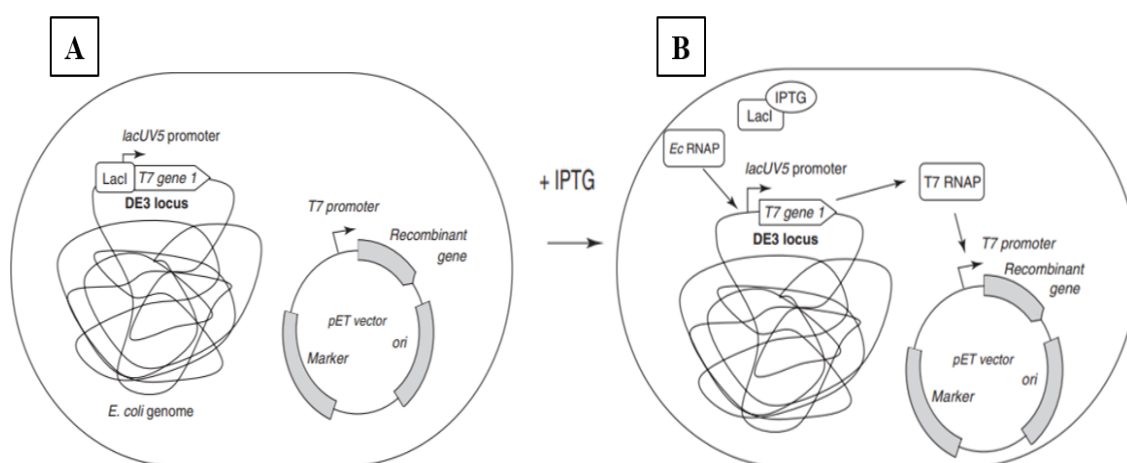 A
lacUV5 promoter
LacI
T7 gene 1
DE3 locus
T7 promoter
Recombinant
gene
pET vector
ori
Marker
E. coli genome
+ IPTG
B
IPTG
LacI
Ec RNAP
lacUV5 promoter
T7 gene 1
DE3 locus
T7 RNAP
T7 promoter
Recombinant
gene
pET vector
ori
Marker